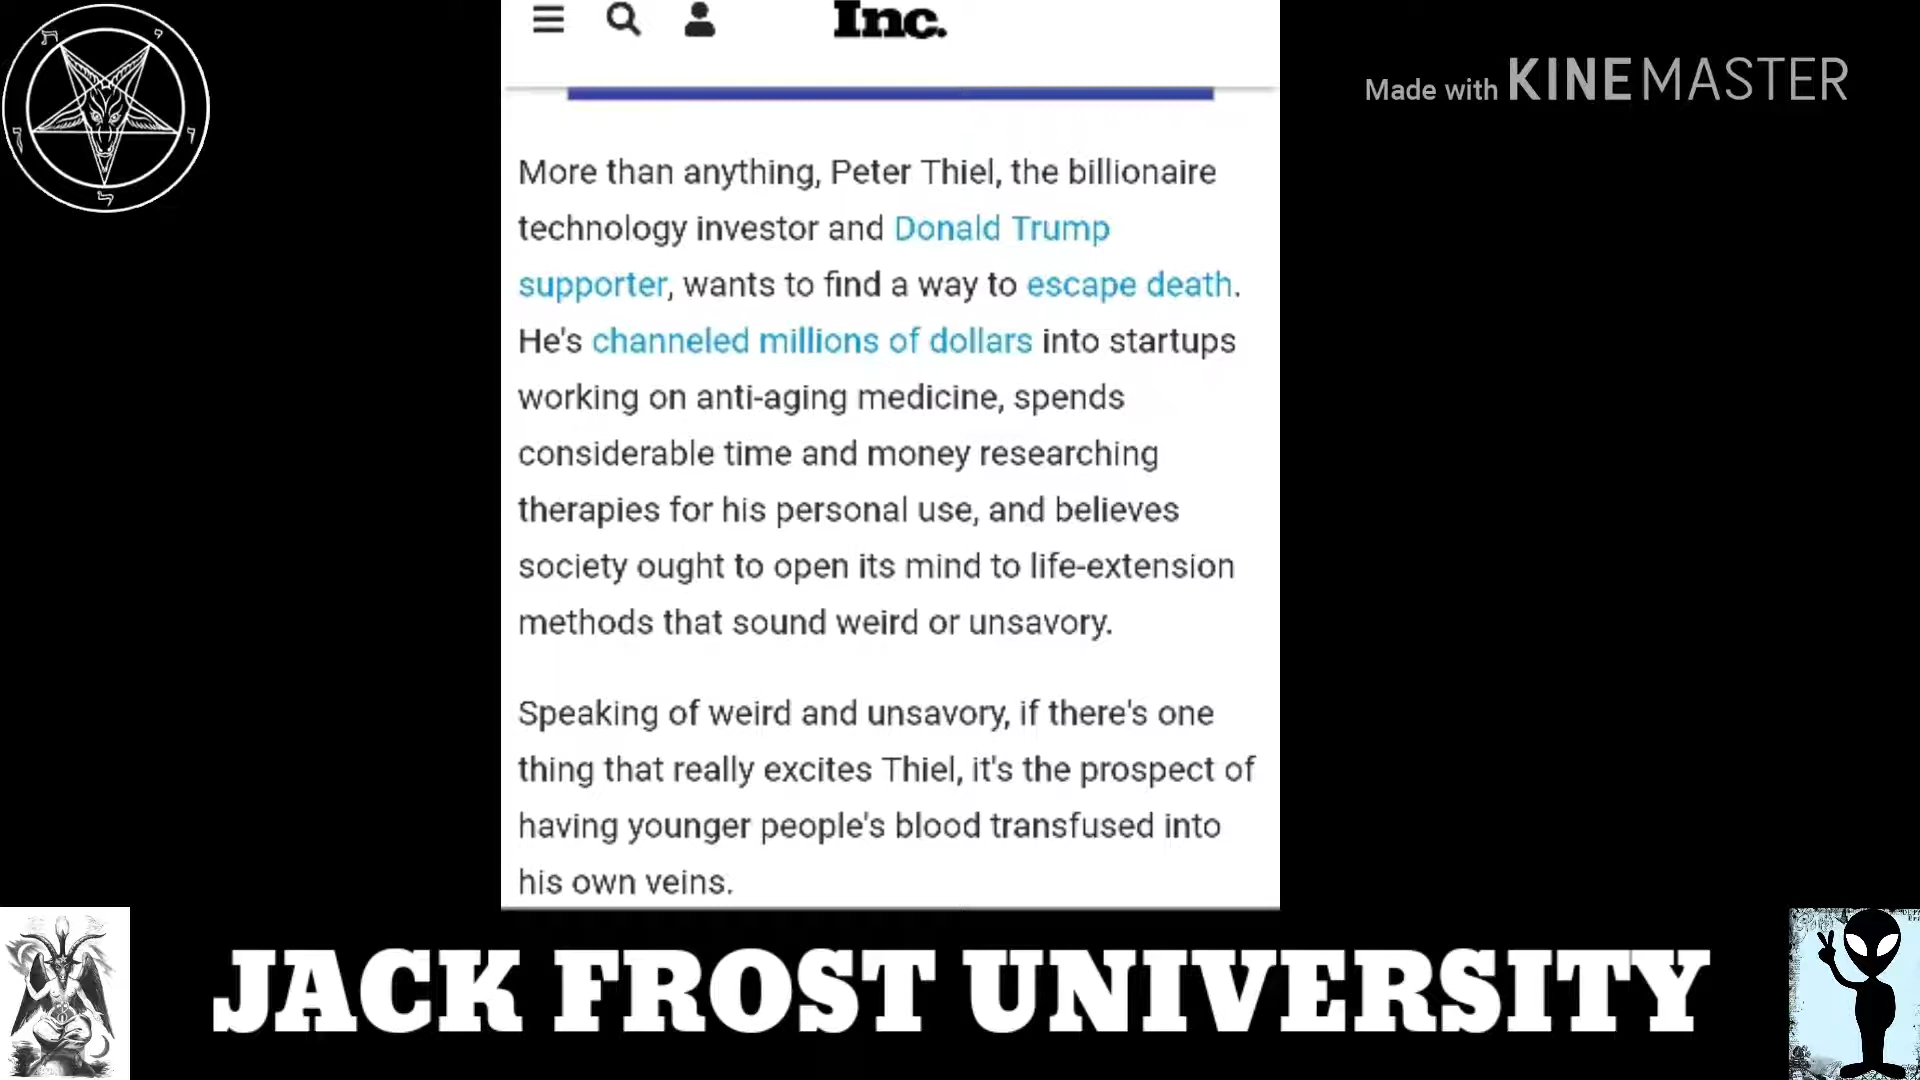 Inc.
Made with KINEMASTER
More than anything, Peter Thiel, the billionaire
technology investor and Donald Trump
supporter, wants to find a way to escape death.
He's channeled millions of dollars into startups
working on anti-aging medicine, spends
considerable time and money researching
therapies for his personal use, and believes
society ought to open its mind to life-extension
methods that sound weird or unsavory.
Speaking of weird and unsavory, if there's one
thing that really excites Thiel, it's the prospect of
having younger people's blood transfused into
his own veins.
JACK FROST UNIVERSITY